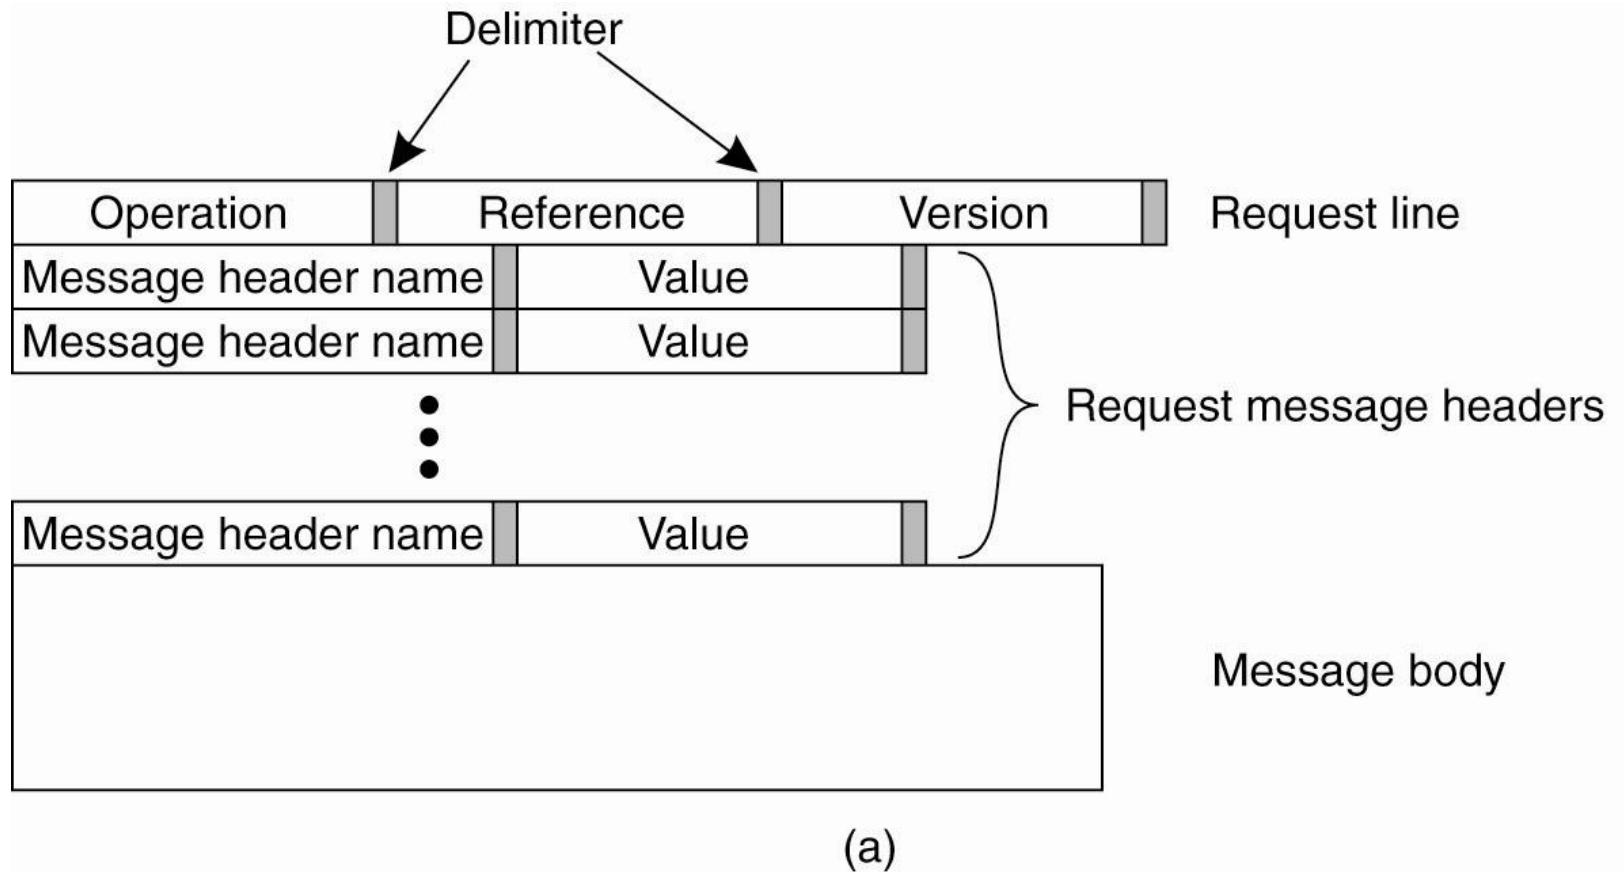 Delimiter
Operation Reference Version Request line
Message header name Value
Message header name Value
Request message headers
Message header name Value
Message body
(a)